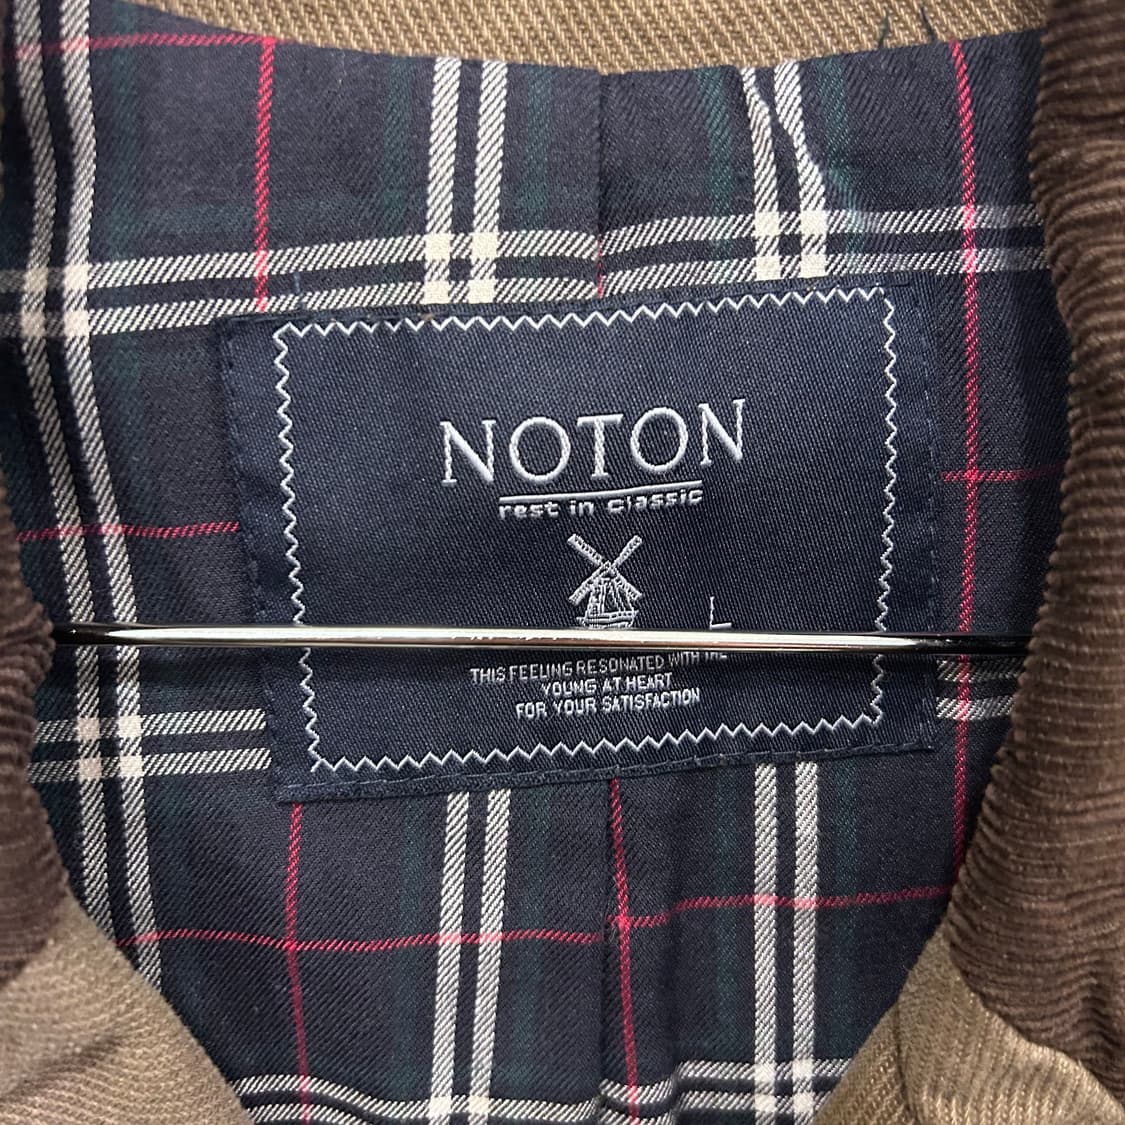 NOTON
rest in classic
THIS FEELING RESONATED WITH THE
YOUNG AT HEART
FOR YOUR SATISFACTION